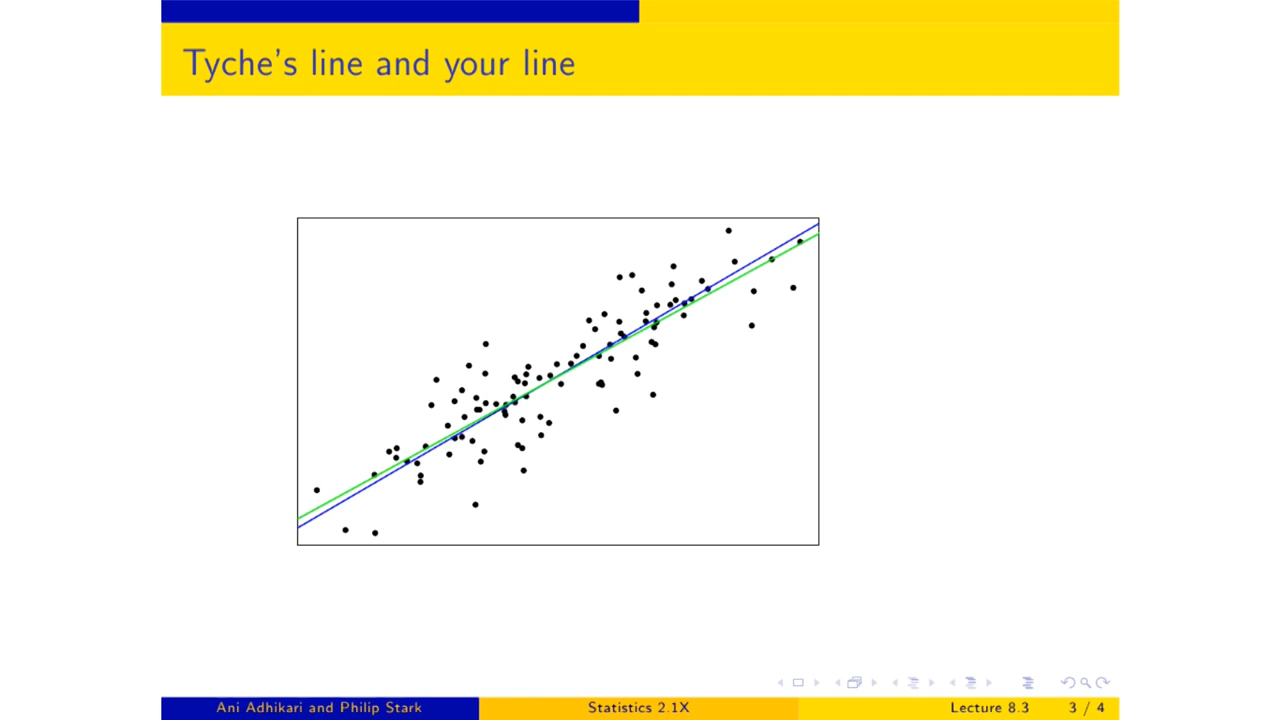 Tyche's line and your line
Ani Adhikari and Philip Stark
Statistics 2.1X
Lecture 8.3
3 / 4